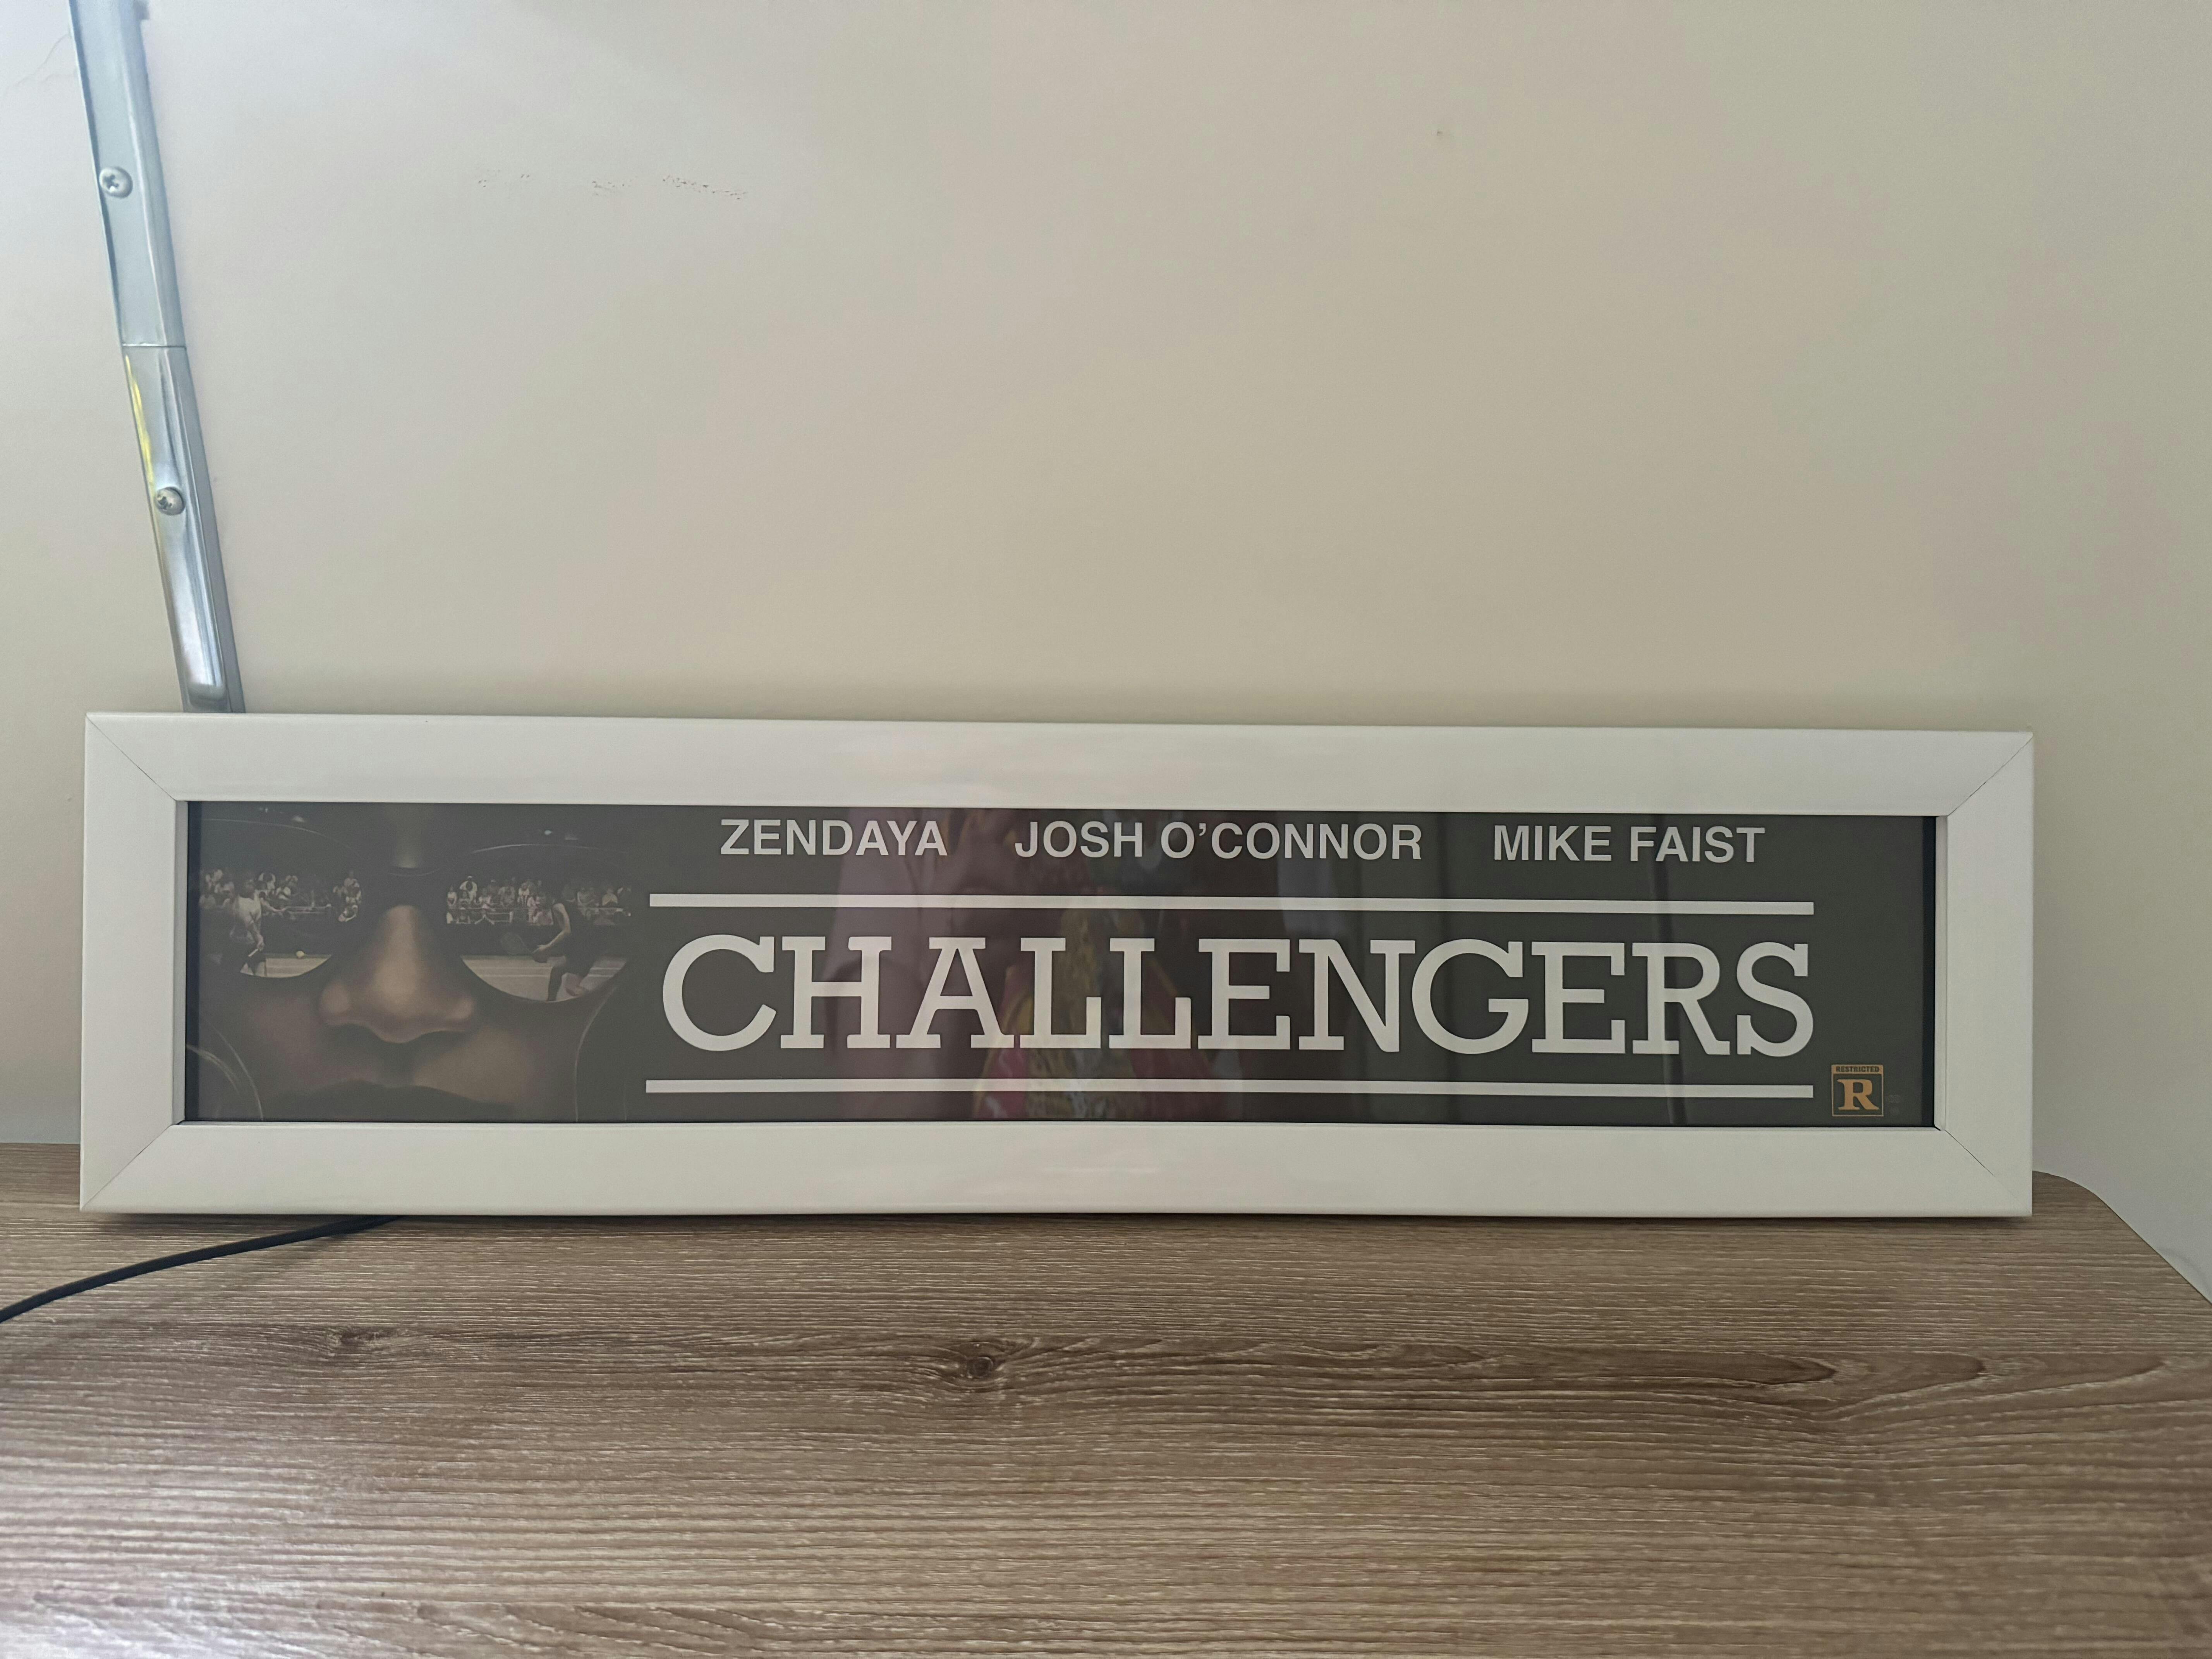 ZENDAYA JOSH O’CONNOR MIKE FAIST
CHALLENGERS
RESTRICTED
R